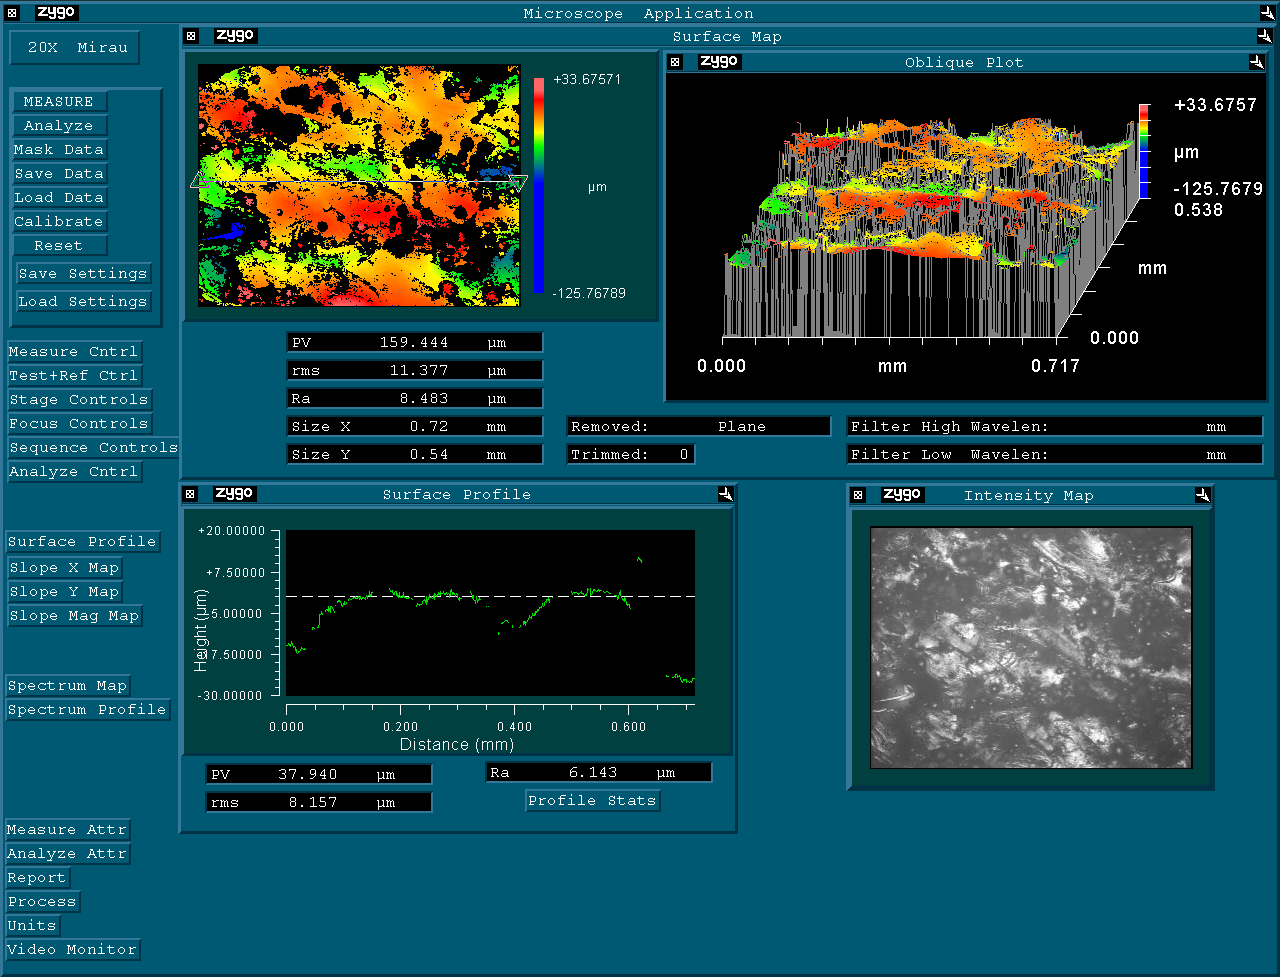 zygo Microscope Application
20X Mirau
MEASURE
Analyze
Mask Data
Save Data
Load Data
Calibrate
Reset
Save Settings
Load Settings
Measure Cntrl
Test+Ref Ctrl
Stage Controls
Focus Controls
Sequence Controls
Analyze Cntrl
Surface Profile
Slope X Map
Slope Y Map
Slope Mag Map
Spectrum Map
Spectrum Profile
Measure Attr
Analyze Attr
Report
Process
Units
Video Monitor
zygo Surface Map
+33.67571
µm
-125.76789
zygo Oblique Plot
+33.6757
µm
-125.7679
0.538
mm
0.000
0.000 mm 0.717
PV 159.444 µm
rms 11.377 µm
Ra 8.483 µm
Size X 0.72 mm
Size Y 0.54 mm
Removed: Plane
Trimmed: 0
Filter High Wavelen: mm
Filter Low Wavelen: mm
zygo Surface Profile
+20.00000
+7.50000
-5.00000
-17.50000
-30.00000
Height (µm)
0.000 0.200 0.400 0.600
Distance (mm)
PV 37.940 µm
rms 8.157 µm
Ra 6.143 µm
Profile Stats
zygo Intensity Map